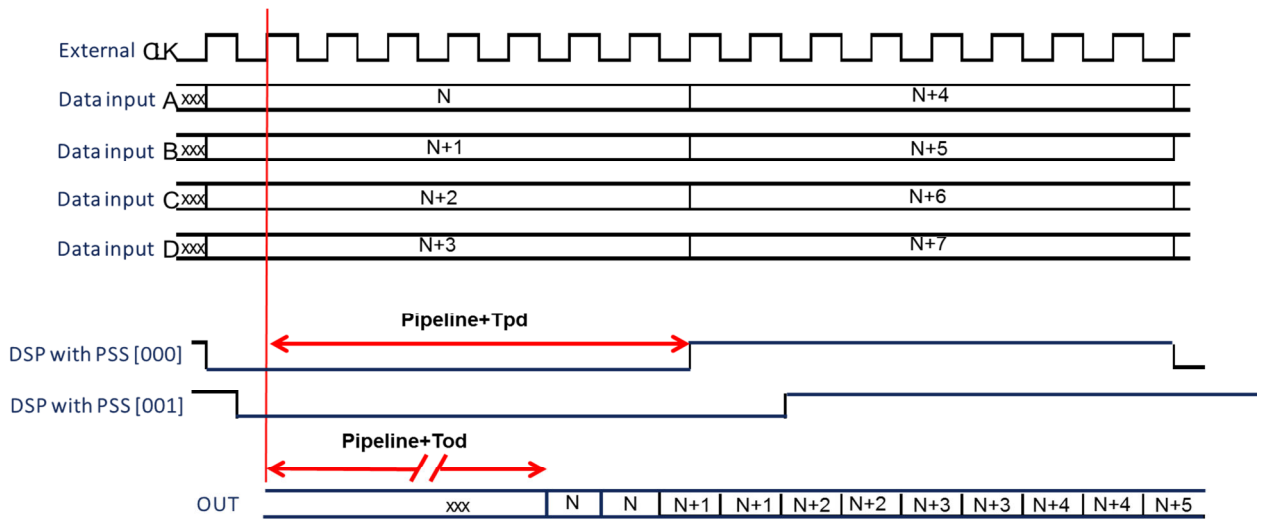 External CLK
Data input A xxx N N+4
Data input B xxx N+1 N+5
Data input C xxx N+2 N+6
Data input D xxx N+3 N+7
Pipeline+Tpd
DSP with PSS [000]
DSP with PSS [001]
Pipeline+Tod
OUT xxx N N N+1 N+1 N+2 N+2 N+3 N+3 N+4 N+4 N+5